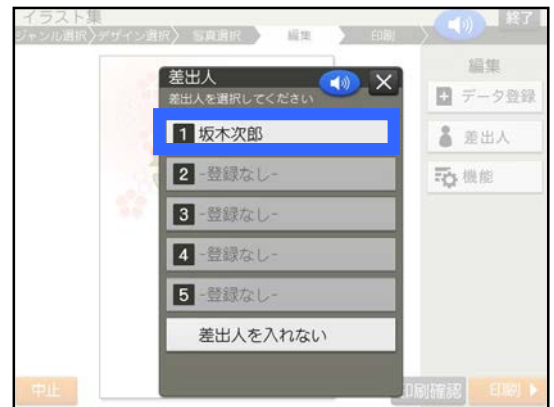 イラスト集
終了
ジャンル選択〉デザイン選択〉 写真選択 編集 印刷
差出人
差出人を選択してください
1 坂木次郎
2 -登録なし-
3 -登録なし-
4 -登録なし-
5 -登録なし-
差出人を入れない
編集
データ登録
差出人
機能
中止
印刷確認
印刷